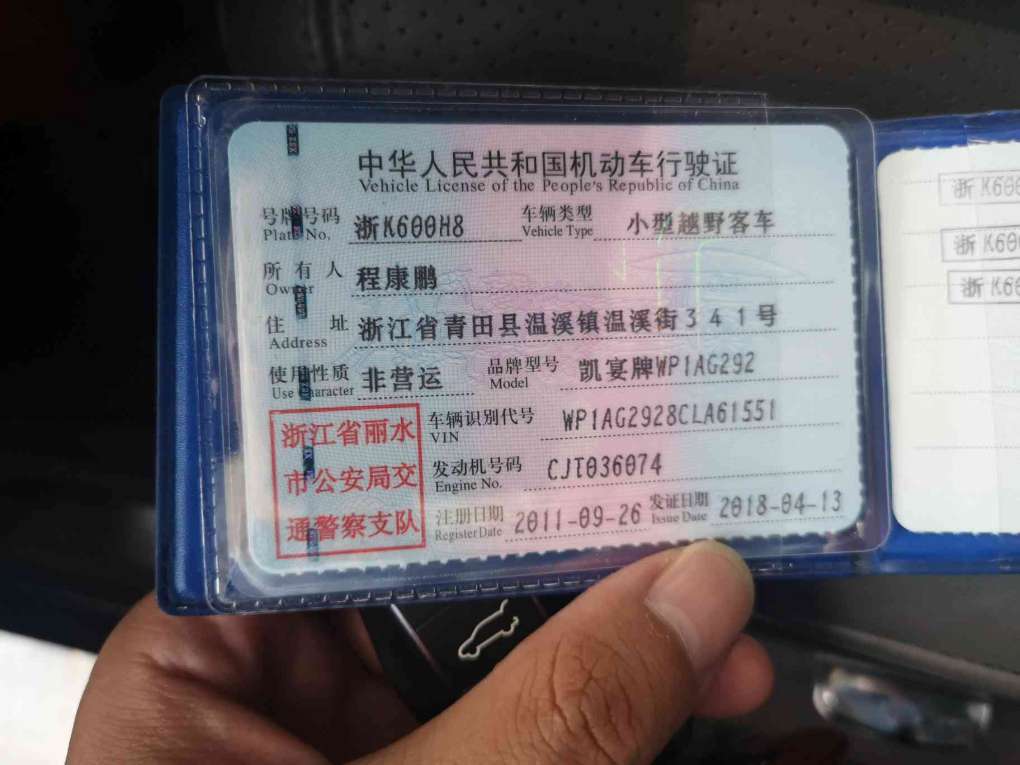 中华人民共和国机动车行驶证
Vehicle License of the People's Republic of China
号牌号码 浙K600H8 车辆类型 小型越野客车
Plate No. Vehicle Type
所有人 程康鹏
Owner
住址 浙江省青田县温溪镇温溪街341号
Address
使用性质 非营运 品牌型号 凯宴牌WP1AG292
Use Character Model
浙江省丽水
市公安局交
通警察支队
车辆识别代号 WP1AG2928CLA61551
VIN
发动机号码 CJT036074
Engine No.
注册日期 2011-09-26 发证日期 2018-04-13
Register Date Issue Date
浙K600
浙K60
浙K60